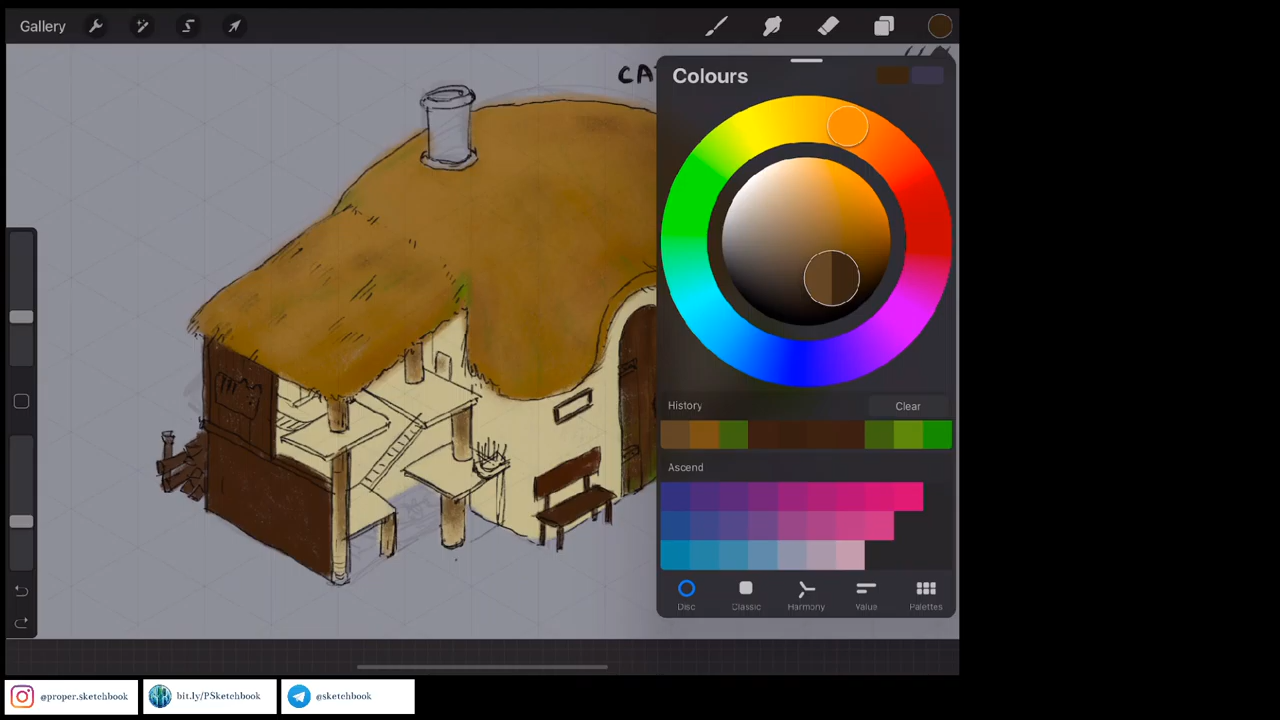 Gallery
CA
Colours
History
Clear
Ascend
Disc
Classic
Harmony
Value
Palettes
@proper.sketchbook
bit.ly/PSketchbook
@sketchbook